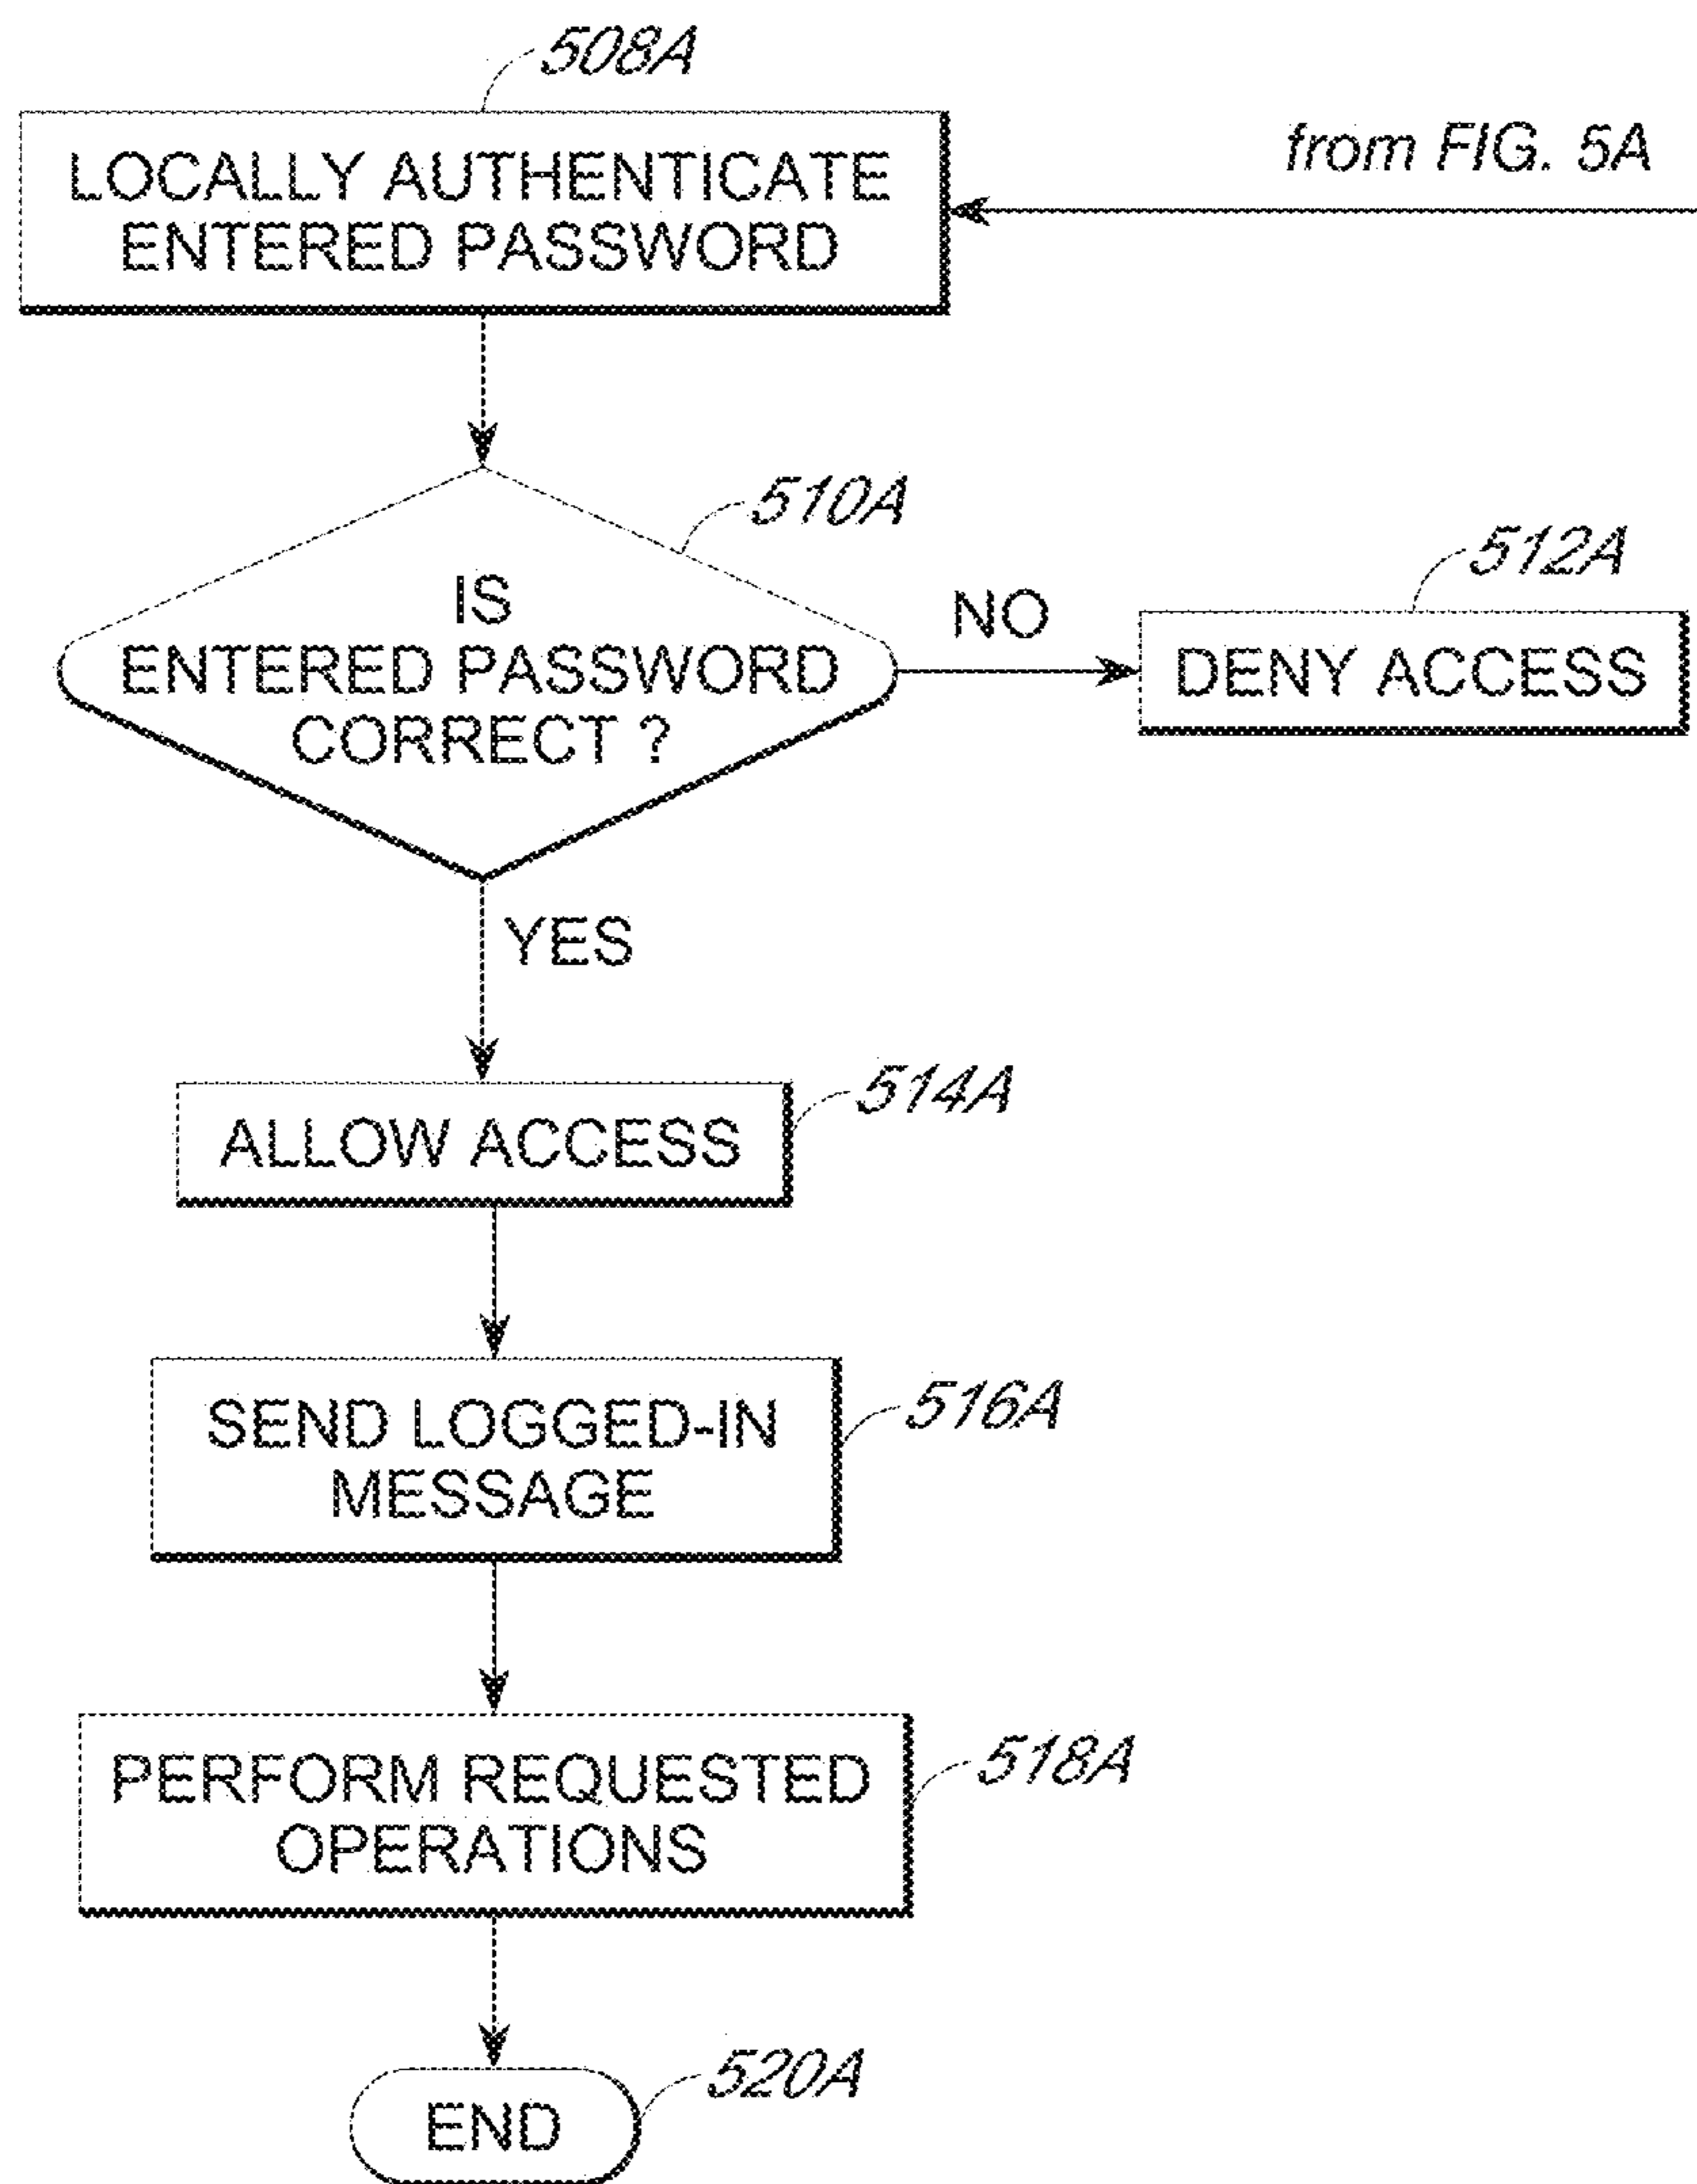 508A
from FIG. 5A
LOCALLY AUTHENTICATE
ENTERED PASSWORD
510A
IS
ENTERED PASSWORD
CORRECT ?
NO
512A
DENY ACCESS
YES
514A
ALLOW ACCESS
516A
SEND LOGGED-IN
MESSAGE
518A
PERFORM REQUESTED
OPERATIONS
520A
END